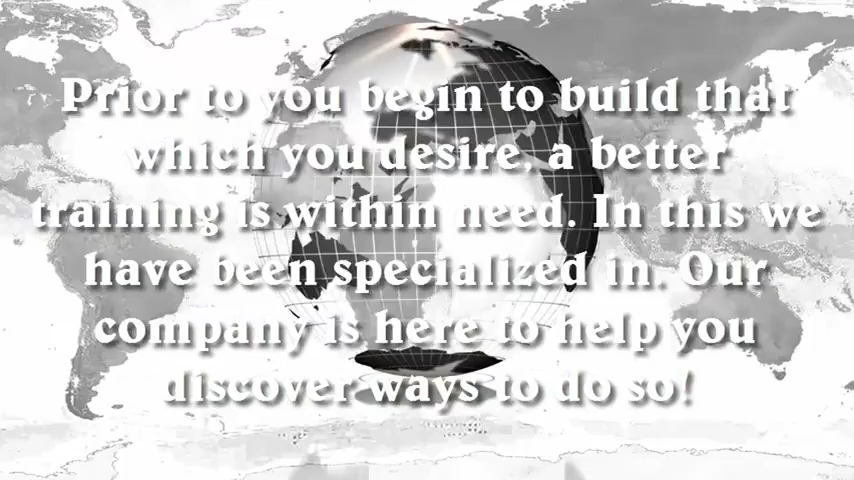 Prior to you begin to build that
which you desire, a better
training is within need. In this we
have been specialized in. Our
company is here to help you
discover ways to do so!